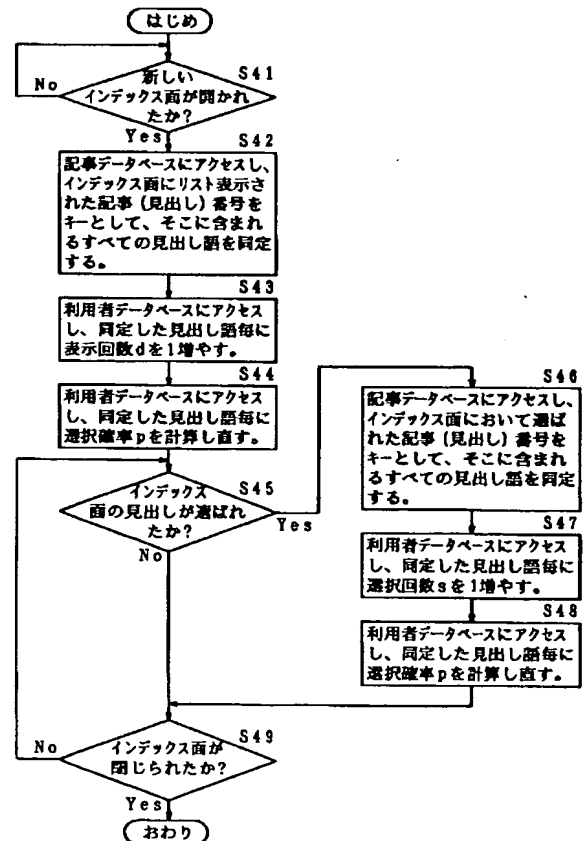 はじめ
S41
No
新しい
インデックス面が開かれ
たか?
Yes
S42
記事データベースにアクセスし、
インデックス面にリスト表示さ
れた記事(見出し)番号を
キーとして、そこに含まれ
るすべての見出し語を同定
する。
S43
利用者データベースにアクセス
し、同定した見出し語毎に
表示回数dを1増やす。
S44
利用者データベースにアクセス
し、同定した見出し語毎に
選択確率pを計算し直す。
S45
インデックス
面の見出しが選ばれ
たか?
Yes
No
S46
記事データベースにアクセスし、
インデックス面において選ば
れた記事(見出し)番号を
キーとして、そこに含まれ
るすべての見出し語を同定
する。
S47
利用者データベースにアクセス
し、同定した見出し語毎に
選択回数sを1増やす。
S48
利用者データベースにアクセス
し、同定した見出し語毎に
選択確率pを計算し直す。
S49
No
インデックス面が
閉じられたか?
Yes
おわり